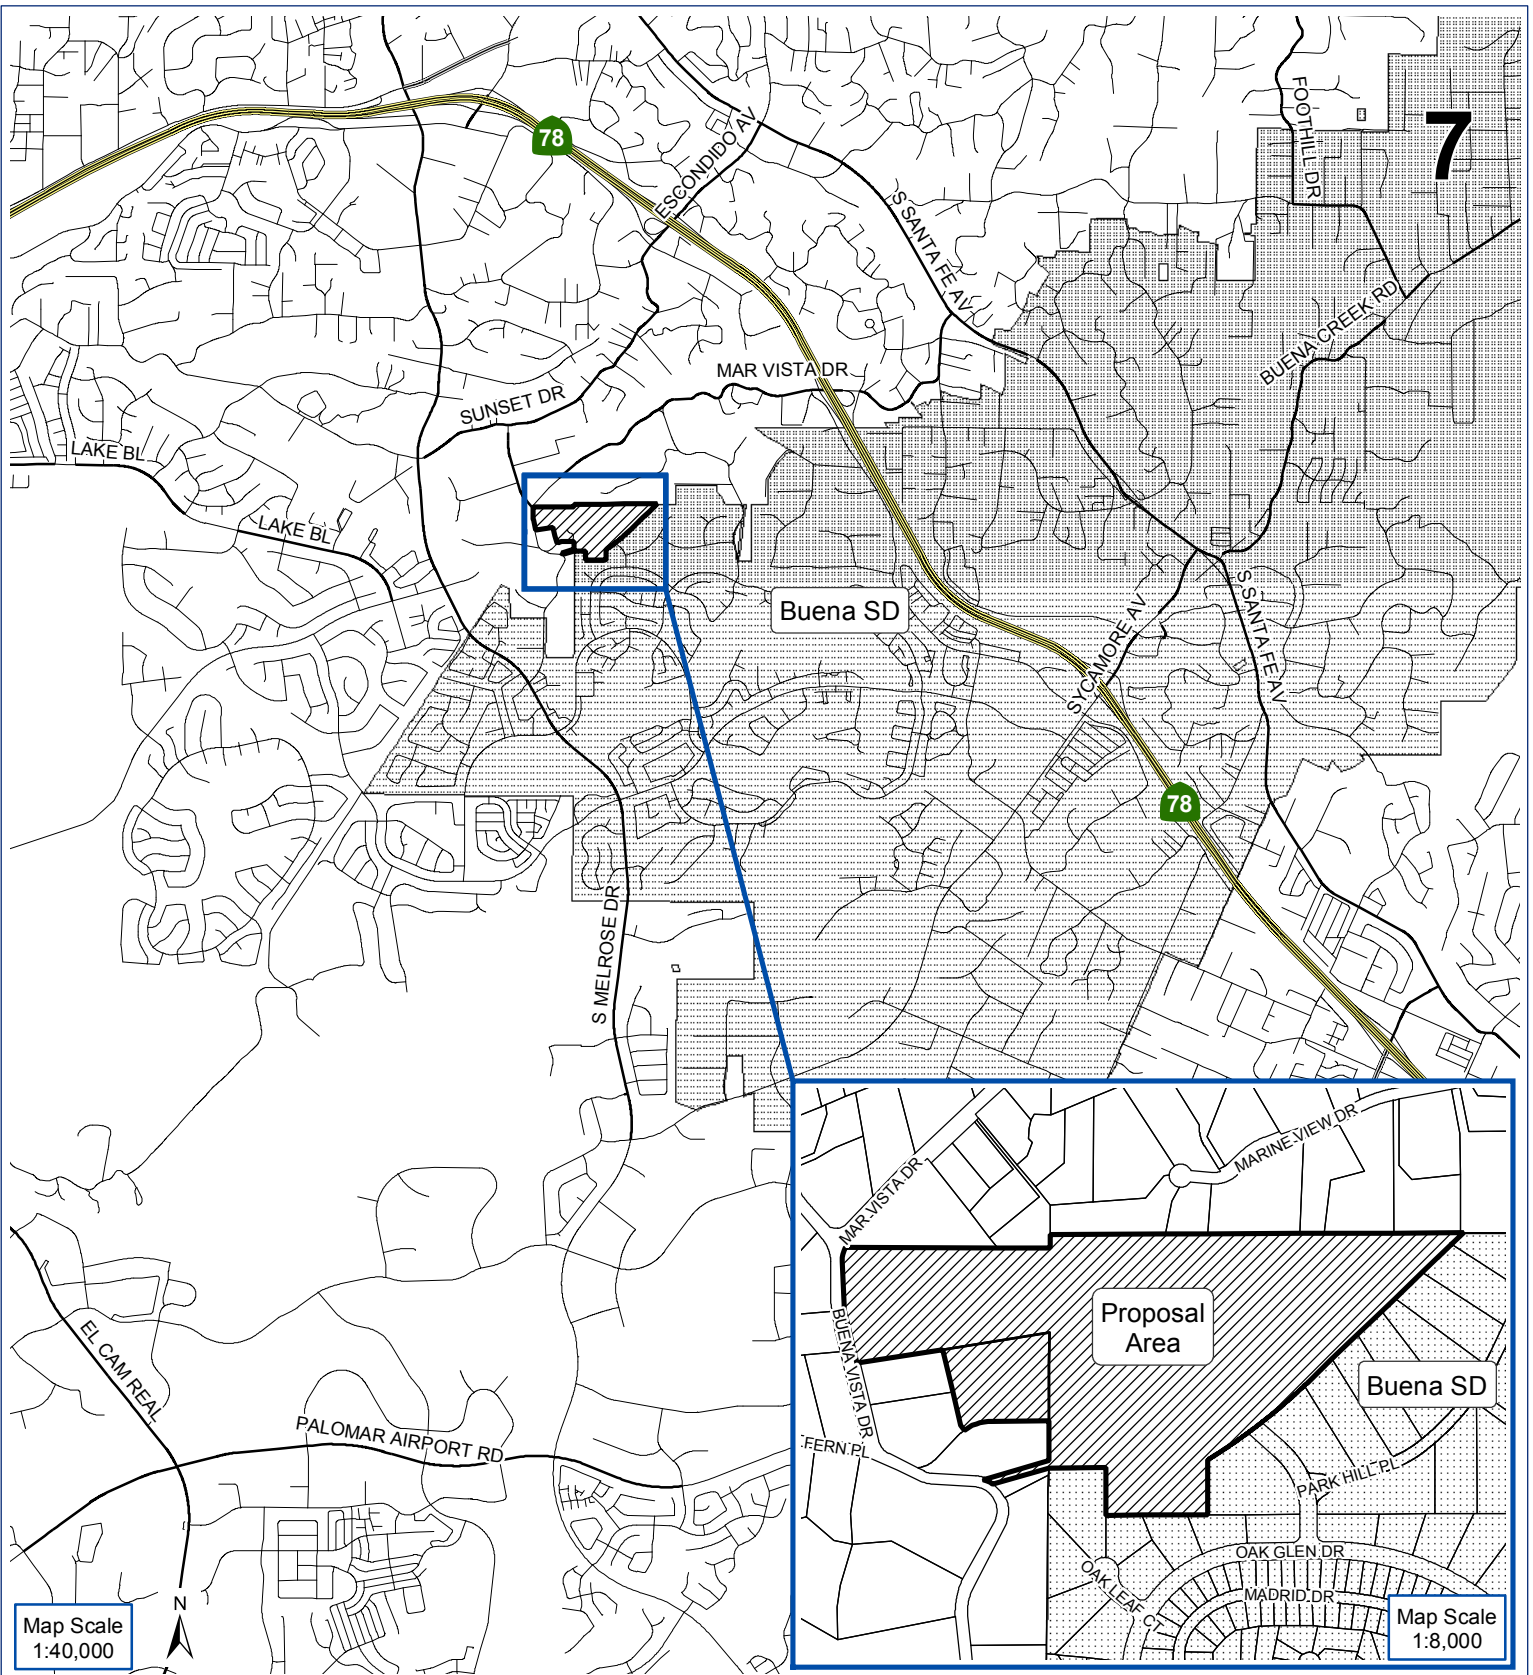 FOOTHILL DR
7
78
ESCONDIDO AV
S SANTA FE AV
BUENA CREEK RD
MAR VISTA DR
SUNSET DR
LAKE BL
LAKE BL
Buena SD
SYCAMORE AV
S SANTA FE AV
78
S MELROSE DR
EL CAM REAL
PALOMAR AIRPORT RD
N
Map Scale
1:40,000
MARINE VIEW DR
MAR VISTA DR
Proposal
Area
BUENA VISTA DR
Buena SD
FERN PL
PARK HILL PL
OAK GLEN DR
OAK LEAF CT
MADRID DR
Map Scale
1:8,000